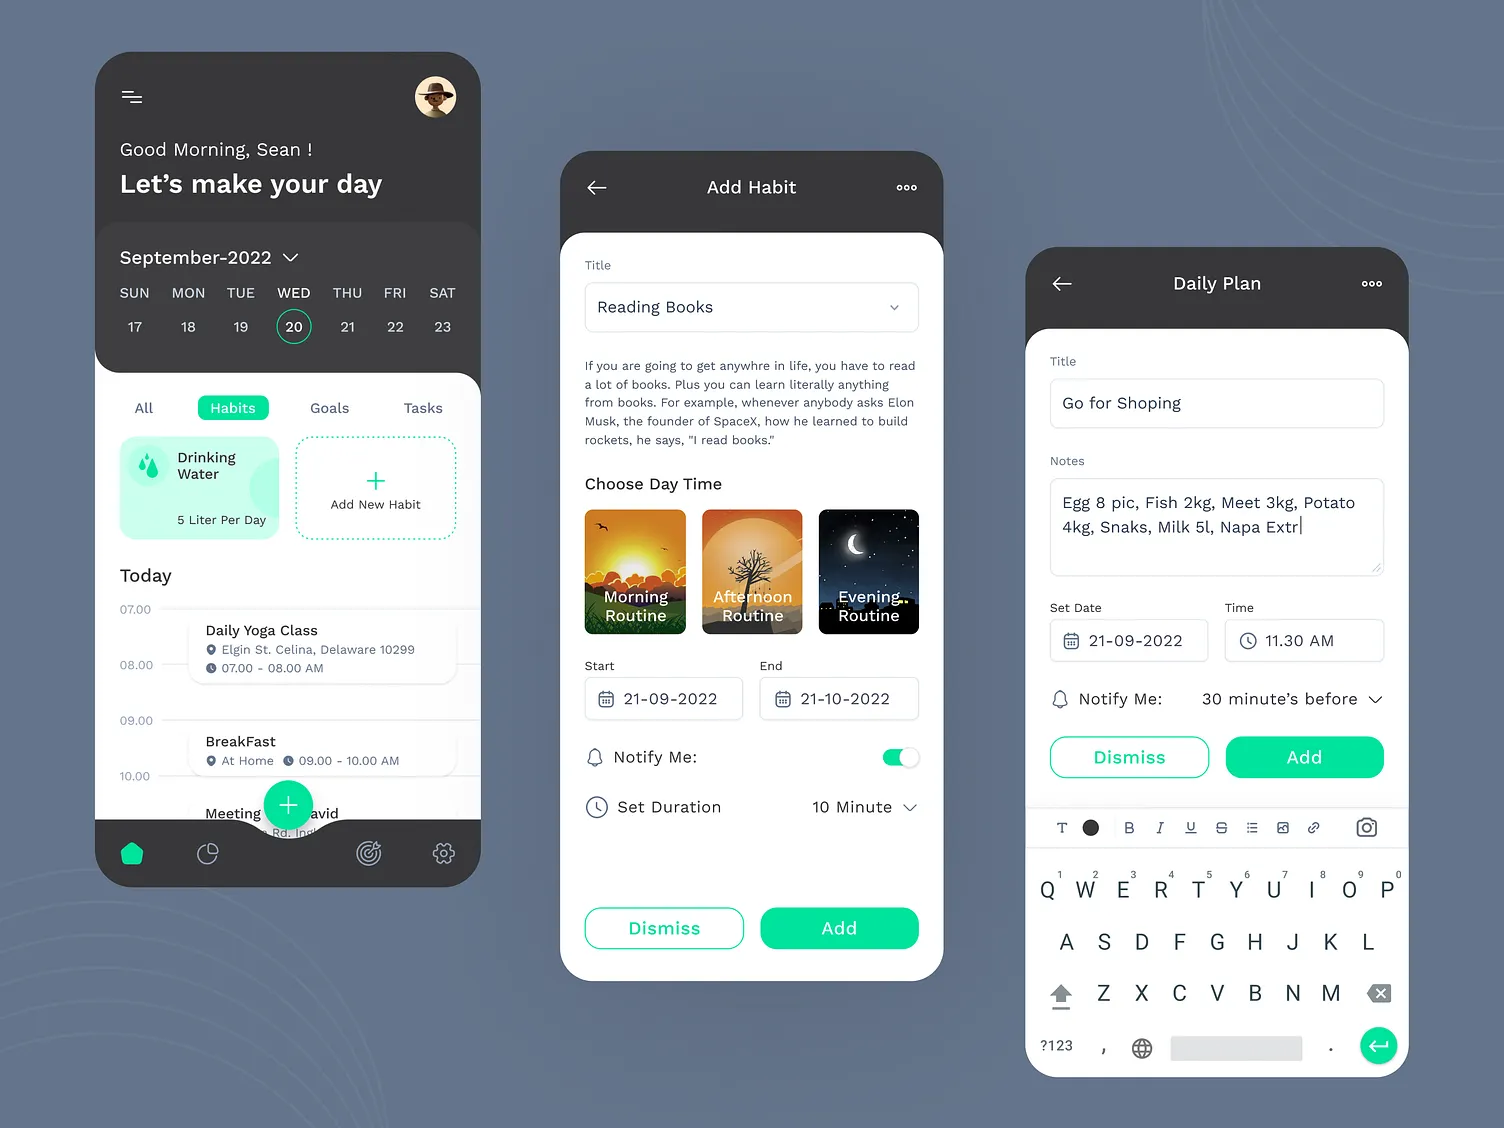 Good Morning, Sean !
Let's make your day
September-2022
SUN MON TUE WED THU FRI SAT
17 18 19 20 21 22 23
All Habits Goals Tasks
Drinking
Water
5 Liter Per Day
Add New Habit
Today
07.00
Daily Yoga Class
Elgin St. Celina, Delaware 10299
08.00
07.00 - 08.00 AM
09.00
BreakFast
At Home 09.00 - 10.00 AM
10.00
Meeting avid
Rd. Ing
Add Habit
Title
Reading Books
If you are going to get anywhre in life, you have to read
a lot of books. Plus you can learn literally anything
from books. For example, whenever anybody asks Elon
Musk, the founder of SpaceX, how he learned to build
rockets, he says, "I read books."
Choose Day Time
Morning
Routine
Afternoon
Routine
Evening
Routine
Start End
21-09-2022 21-10-2022
Notify Me:
Set Duration 10 Minute
Dismiss Add
Daily Plan
Title
Go for Shoping
Notes
Egg 8 pic, Fish 2kg, Meet 3kg, Potato
4kg, Snaks, Milk 5l, Napa Extr
Set Date Time
21-09-2022 11.30 AM
Notify Me: 30 minute's before
Dismiss Add
T B I U S
1 2 3 4 5 6 7 8 9 0
Q W E R T Y U I O P
A S D F G H J K L
Z X C V B N M
?123 , .